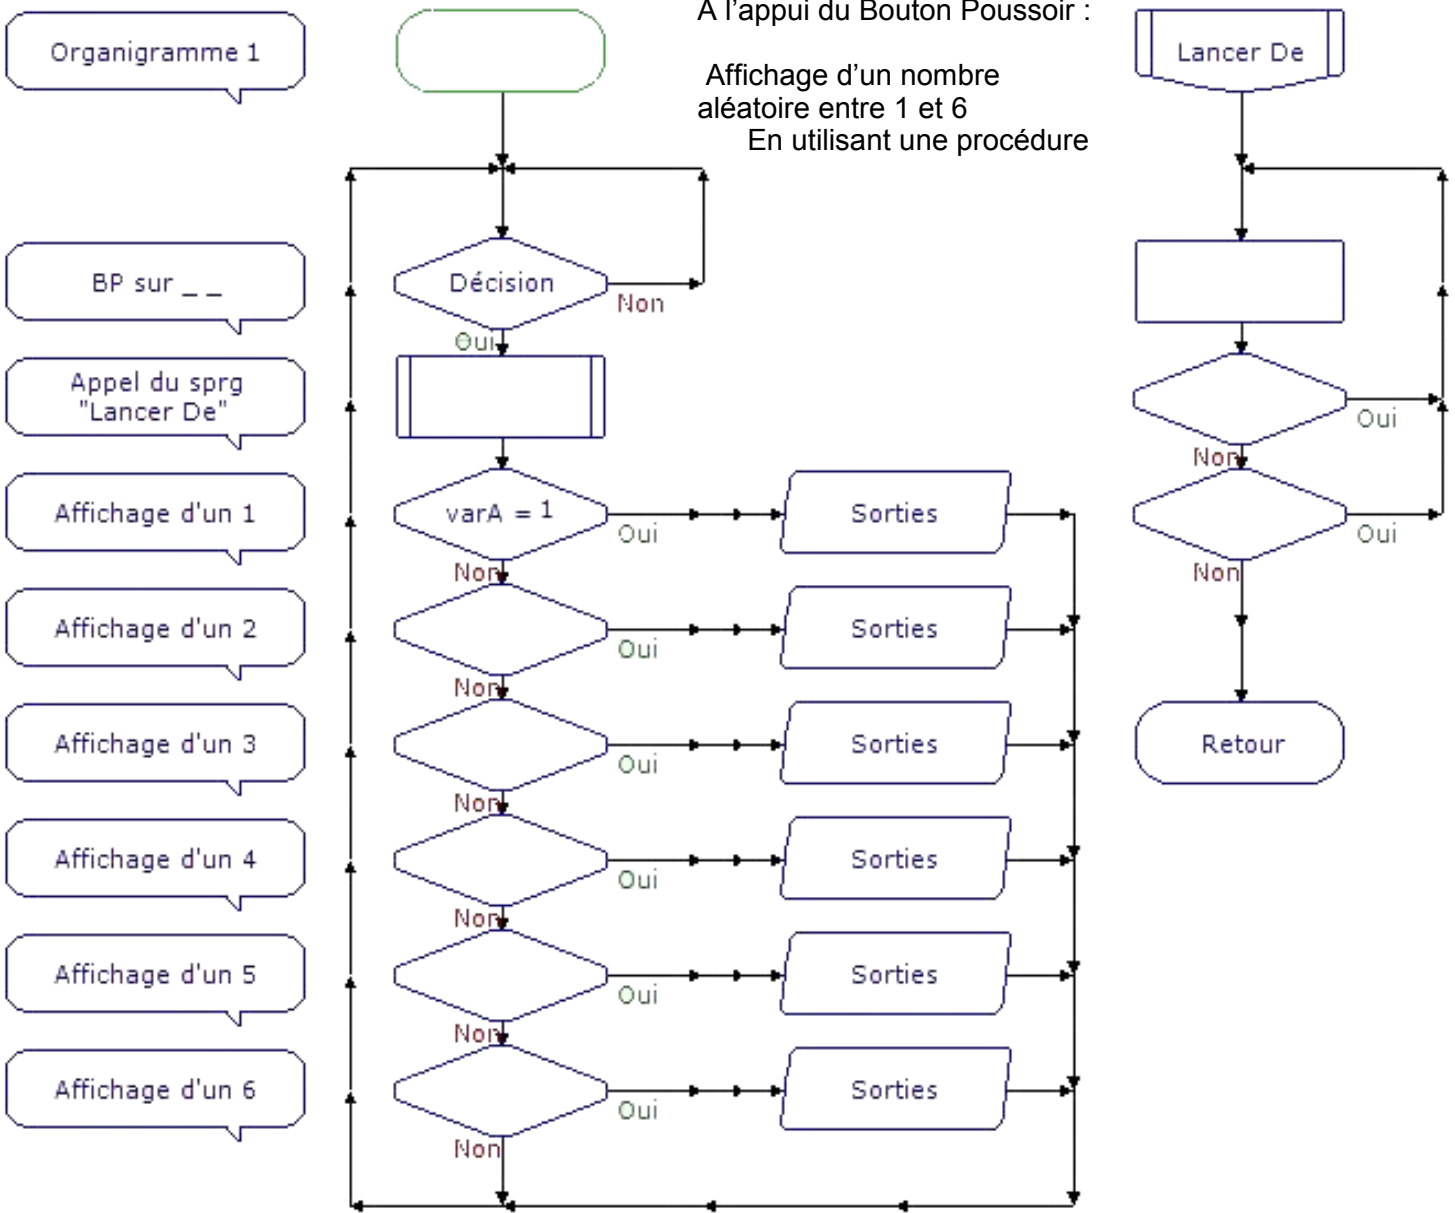 Organigramme 1
A l'appui du Bouton Poussoir :
Affichage d'un nombre
aléatoire entre 1 et 6
En utilisant une procédure
Lancer De
BP sur _ _
Décision
Non
Oui
Appel du sprg
"Lancer De"
Affichage d'un 1
varA = 1
Oui
Sorties
Non
Affichage d'un 2
Oui
Sorties
Non
Affichage d'un 3
Oui
Sorties
Non
Affichage d'un 4
Oui
Sorties
Non
Affichage d'un 5
Oui
Sorties
Non
Affichage d'un 6
Oui
Sorties
Non
Oui
Non
Oui
Non
Retour